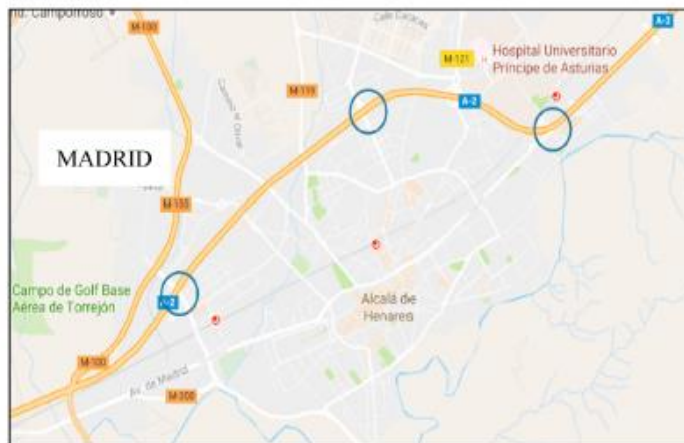 Camporroso
M-100
Calle Caracas
A-2
Hospital Universitario
Príncipe de Asturias
M-121
M-119
A-2
MADRID
M-100
Campo de Golf Base
Aérea de Torrejón
A-2
Alcalá de
Henares
M-100
Av. de Madrid
M-300